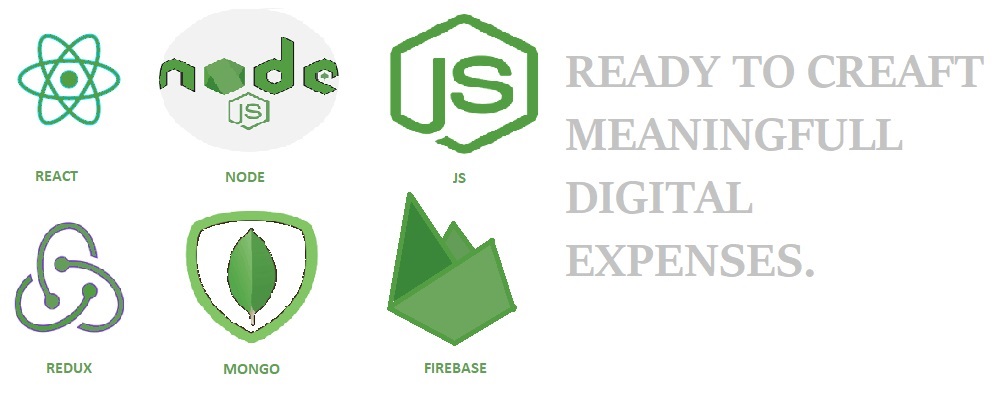 node
JS
JS
REACT
NODE
JS
REDUX
MONGO
FIREBASE
READY TO CREAFT
MEANINGFULL
DIGITAL
EXPENSES.